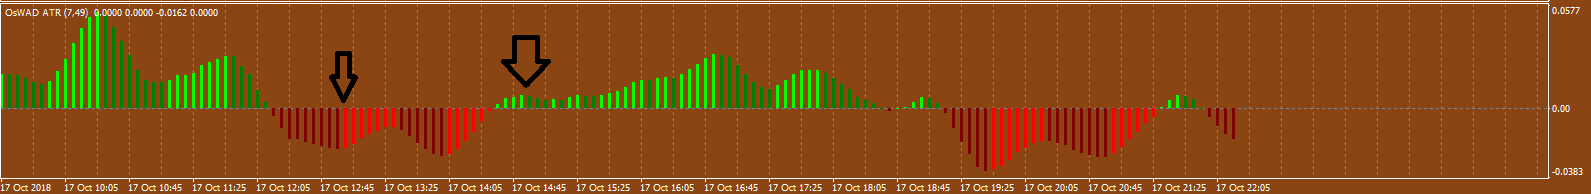 OsWAD ATR (7,49) 0.0000 0.0000 -0.0162 0.0000
0.0577
0.00
-0.0383
17 Oct 2018 17 Oct 10:05 17 Oct 10:45 17 Oct 11:25 17 Oct 12:05 17 Oct 12:45 17 Oct 13:25 17 Oct 14:05 17 Oct 14:45 17 Oct 15:25 17 Oct 16:05 17 Oct 16:45 17 Oct 17:25 17 Oct 18:05 17 Oct 18:45 17 Oct 19:25 17 Oct 20:05 17 Oct 20:45 17 Oct 21:25 17 Oct 22:05